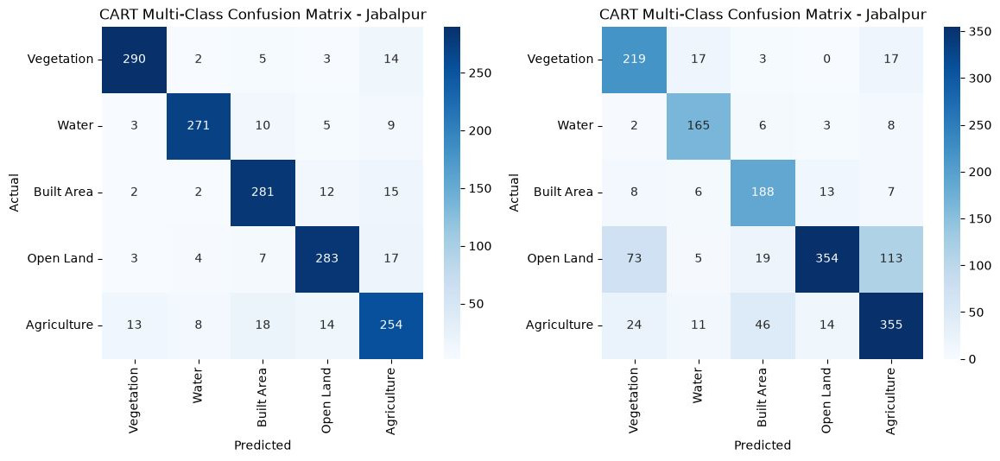 CART Multi-Class Confusion Matrix - Jabalpur
Vegetation 290 2 5 3 14
Water 3 271 10 5 9
Built Area 2 2 281 12 15
Open Land 3 4 7 283 17
Agriculture 13 8 18 14 254
Actual
Vegetation Water Built Area Open Land Agriculture
Predicted
250
200
150
100
50
CART Multi-Class Confusion Matrix - Jabalpur
Vegetation 219 17 3 0 17
Water 2 165 6 3 8
Built Area 8 6 188 13 7
Open Land 73 5 19 354 113
Agriculture 24 11 46 14 355
Actual
Vegetation Water Built Area Open Land Agriculture
Predicted
350
300
250
200
150
100
50
0